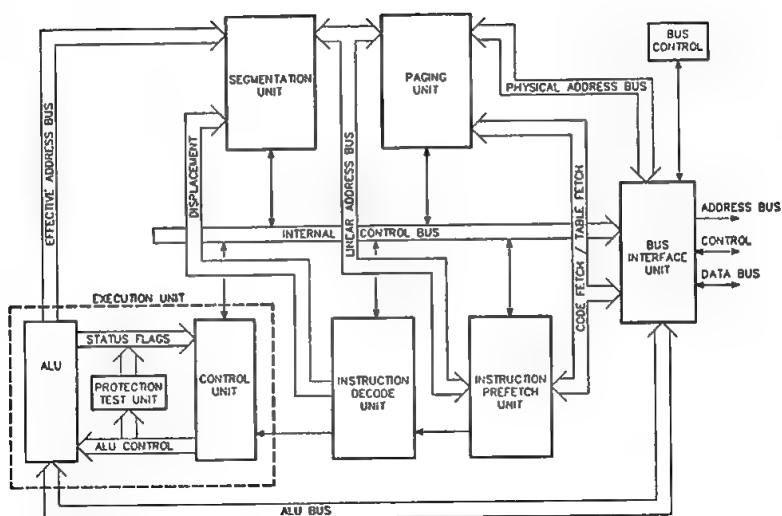 BUS
CONTROL
SEGMENTATION
UNIT
PAGING
UNIT
PHYSICAL ADDRESS BUS
EFFECTIVE ADDRESS BUS
DISPLACEMENT
LINEAR ADDRESS BUS
CODE FETCH / TABLE FETCH
INTERNAL CONTROL BUS
BUS
INTERFACE
UNIT
ADDRESS BUS
CONTROL
DATA BUS
EXECUTION UNIT
ALU
STATUS FLAGS
PROTECTION
TEST UNIT
ALU CONTROL
CONTROL
UNIT
INSTRUCTION
DECODE
UNIT
INSTRUCTION
PREFETCH
UNIT
ALU BUS